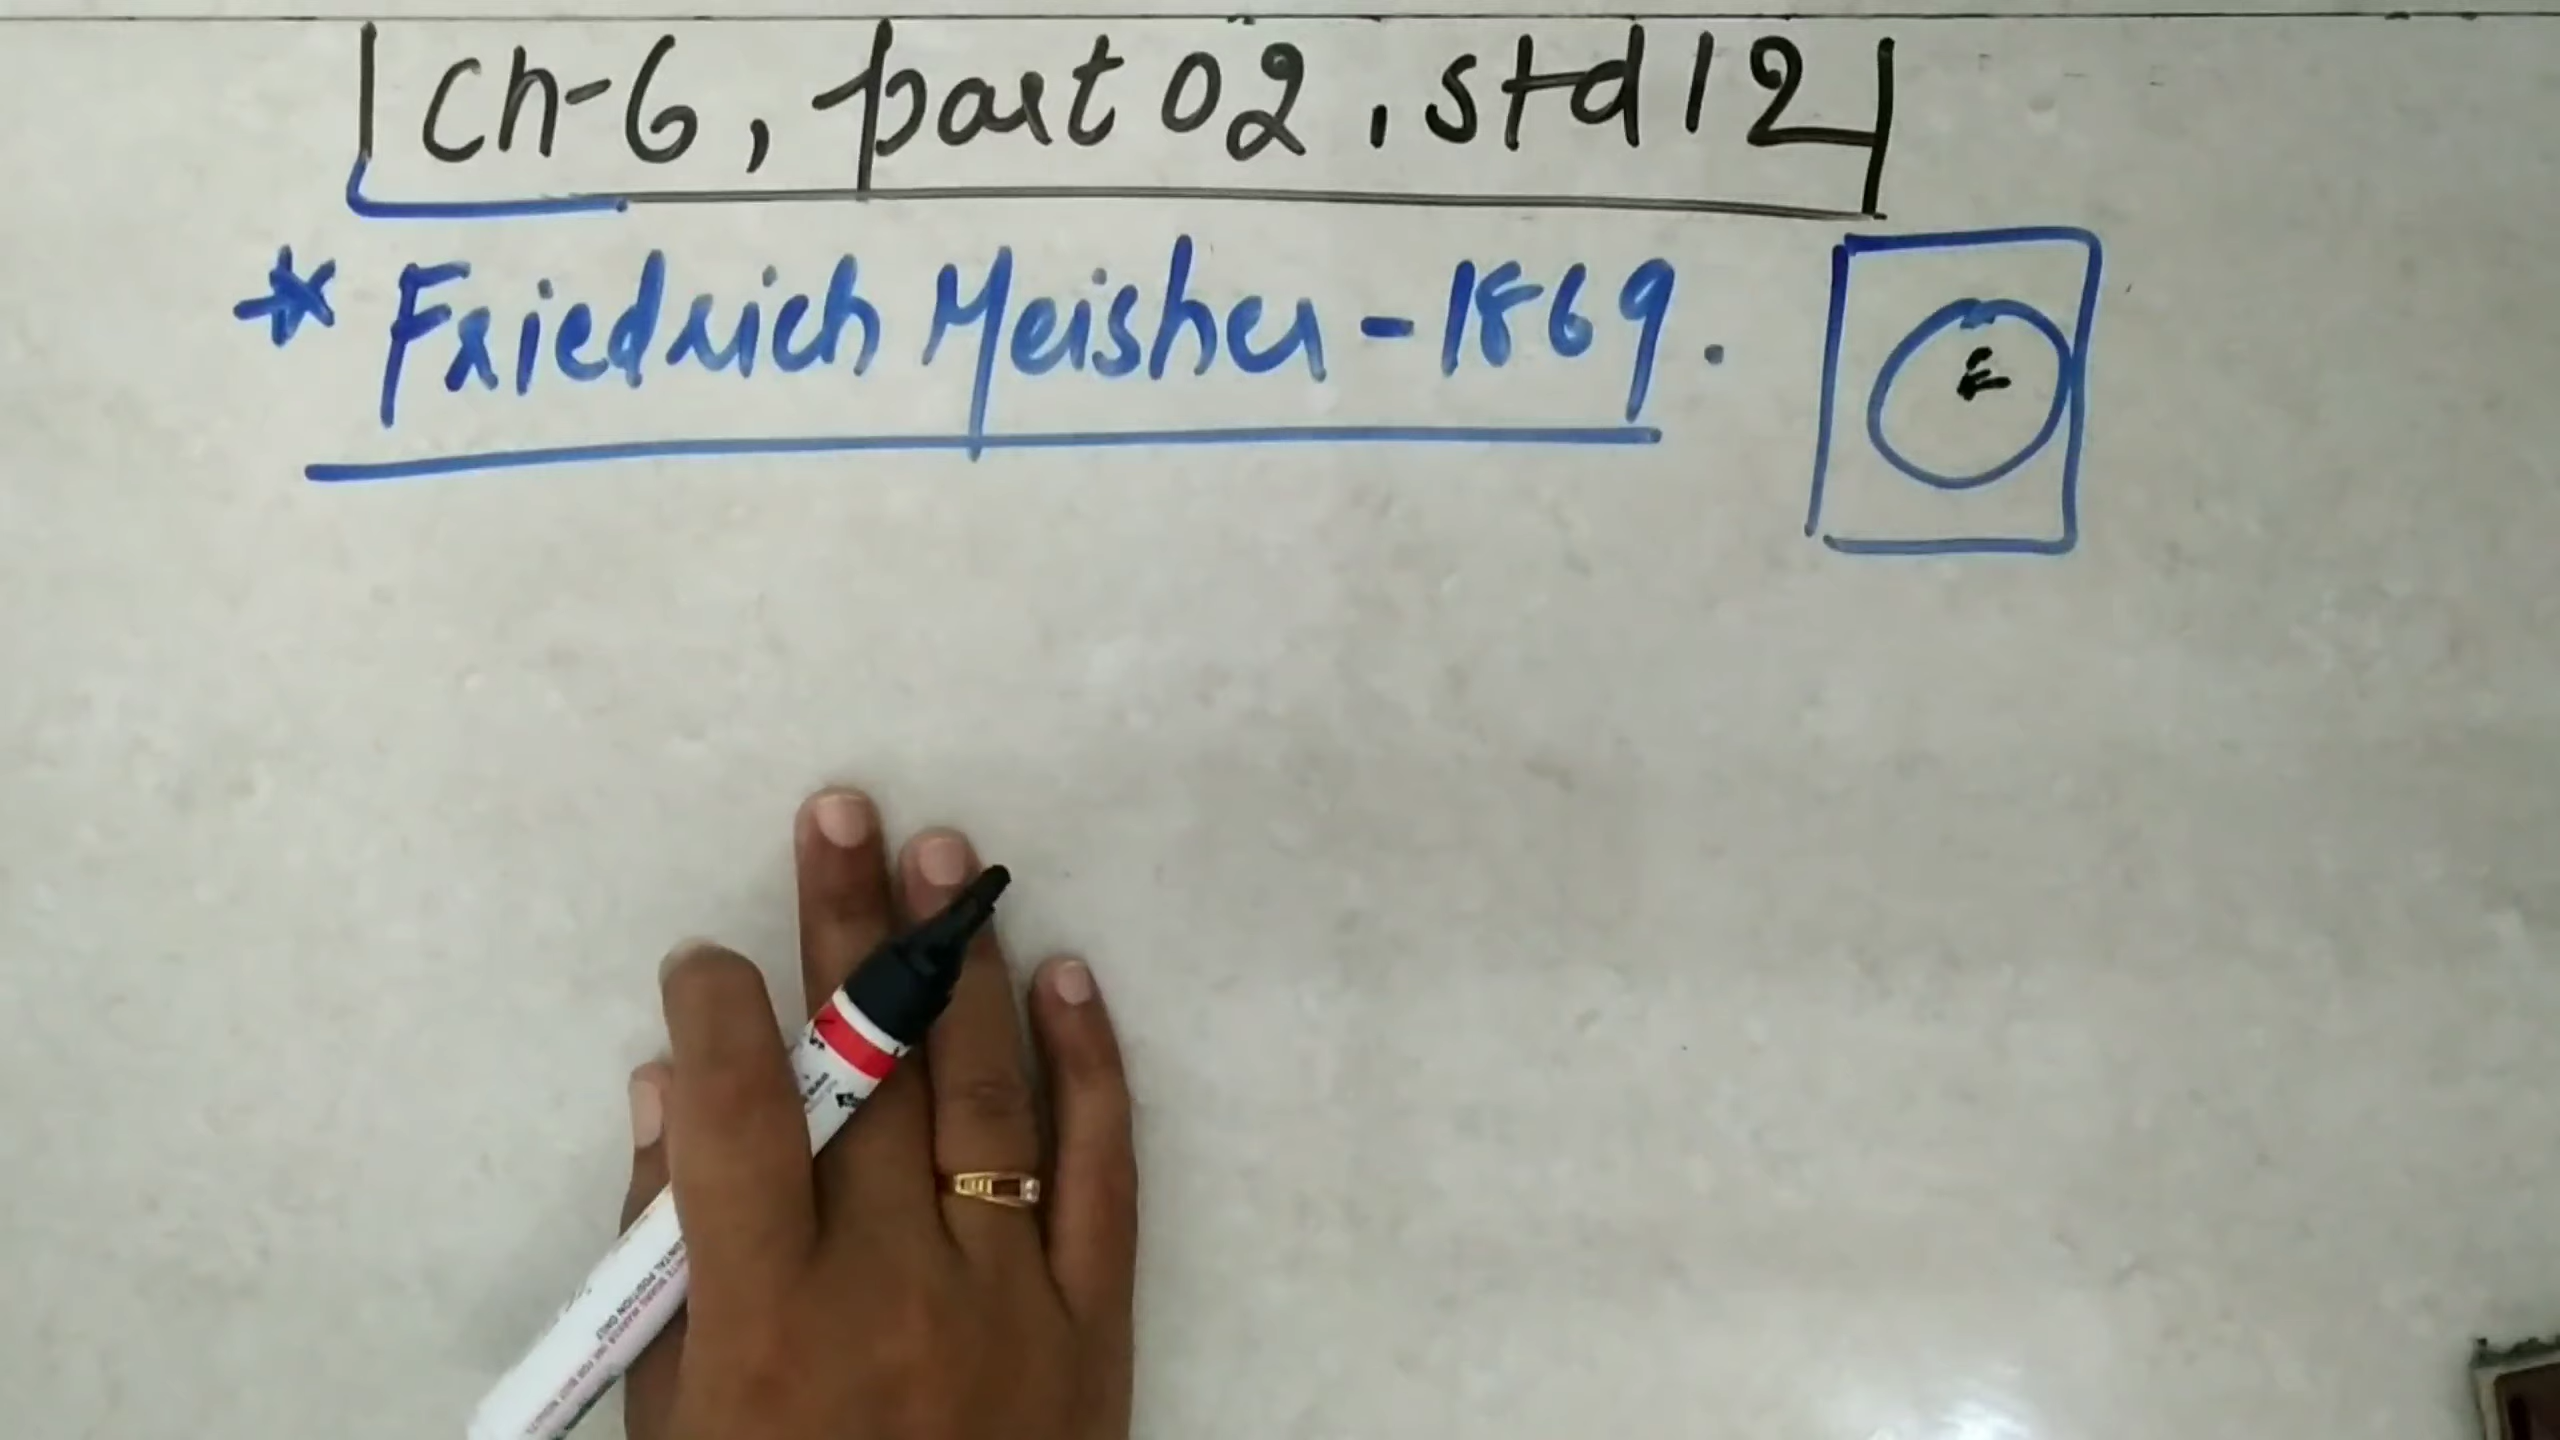 Ch-6, part 02, std 12
* Friedrich Meisher - 1869.